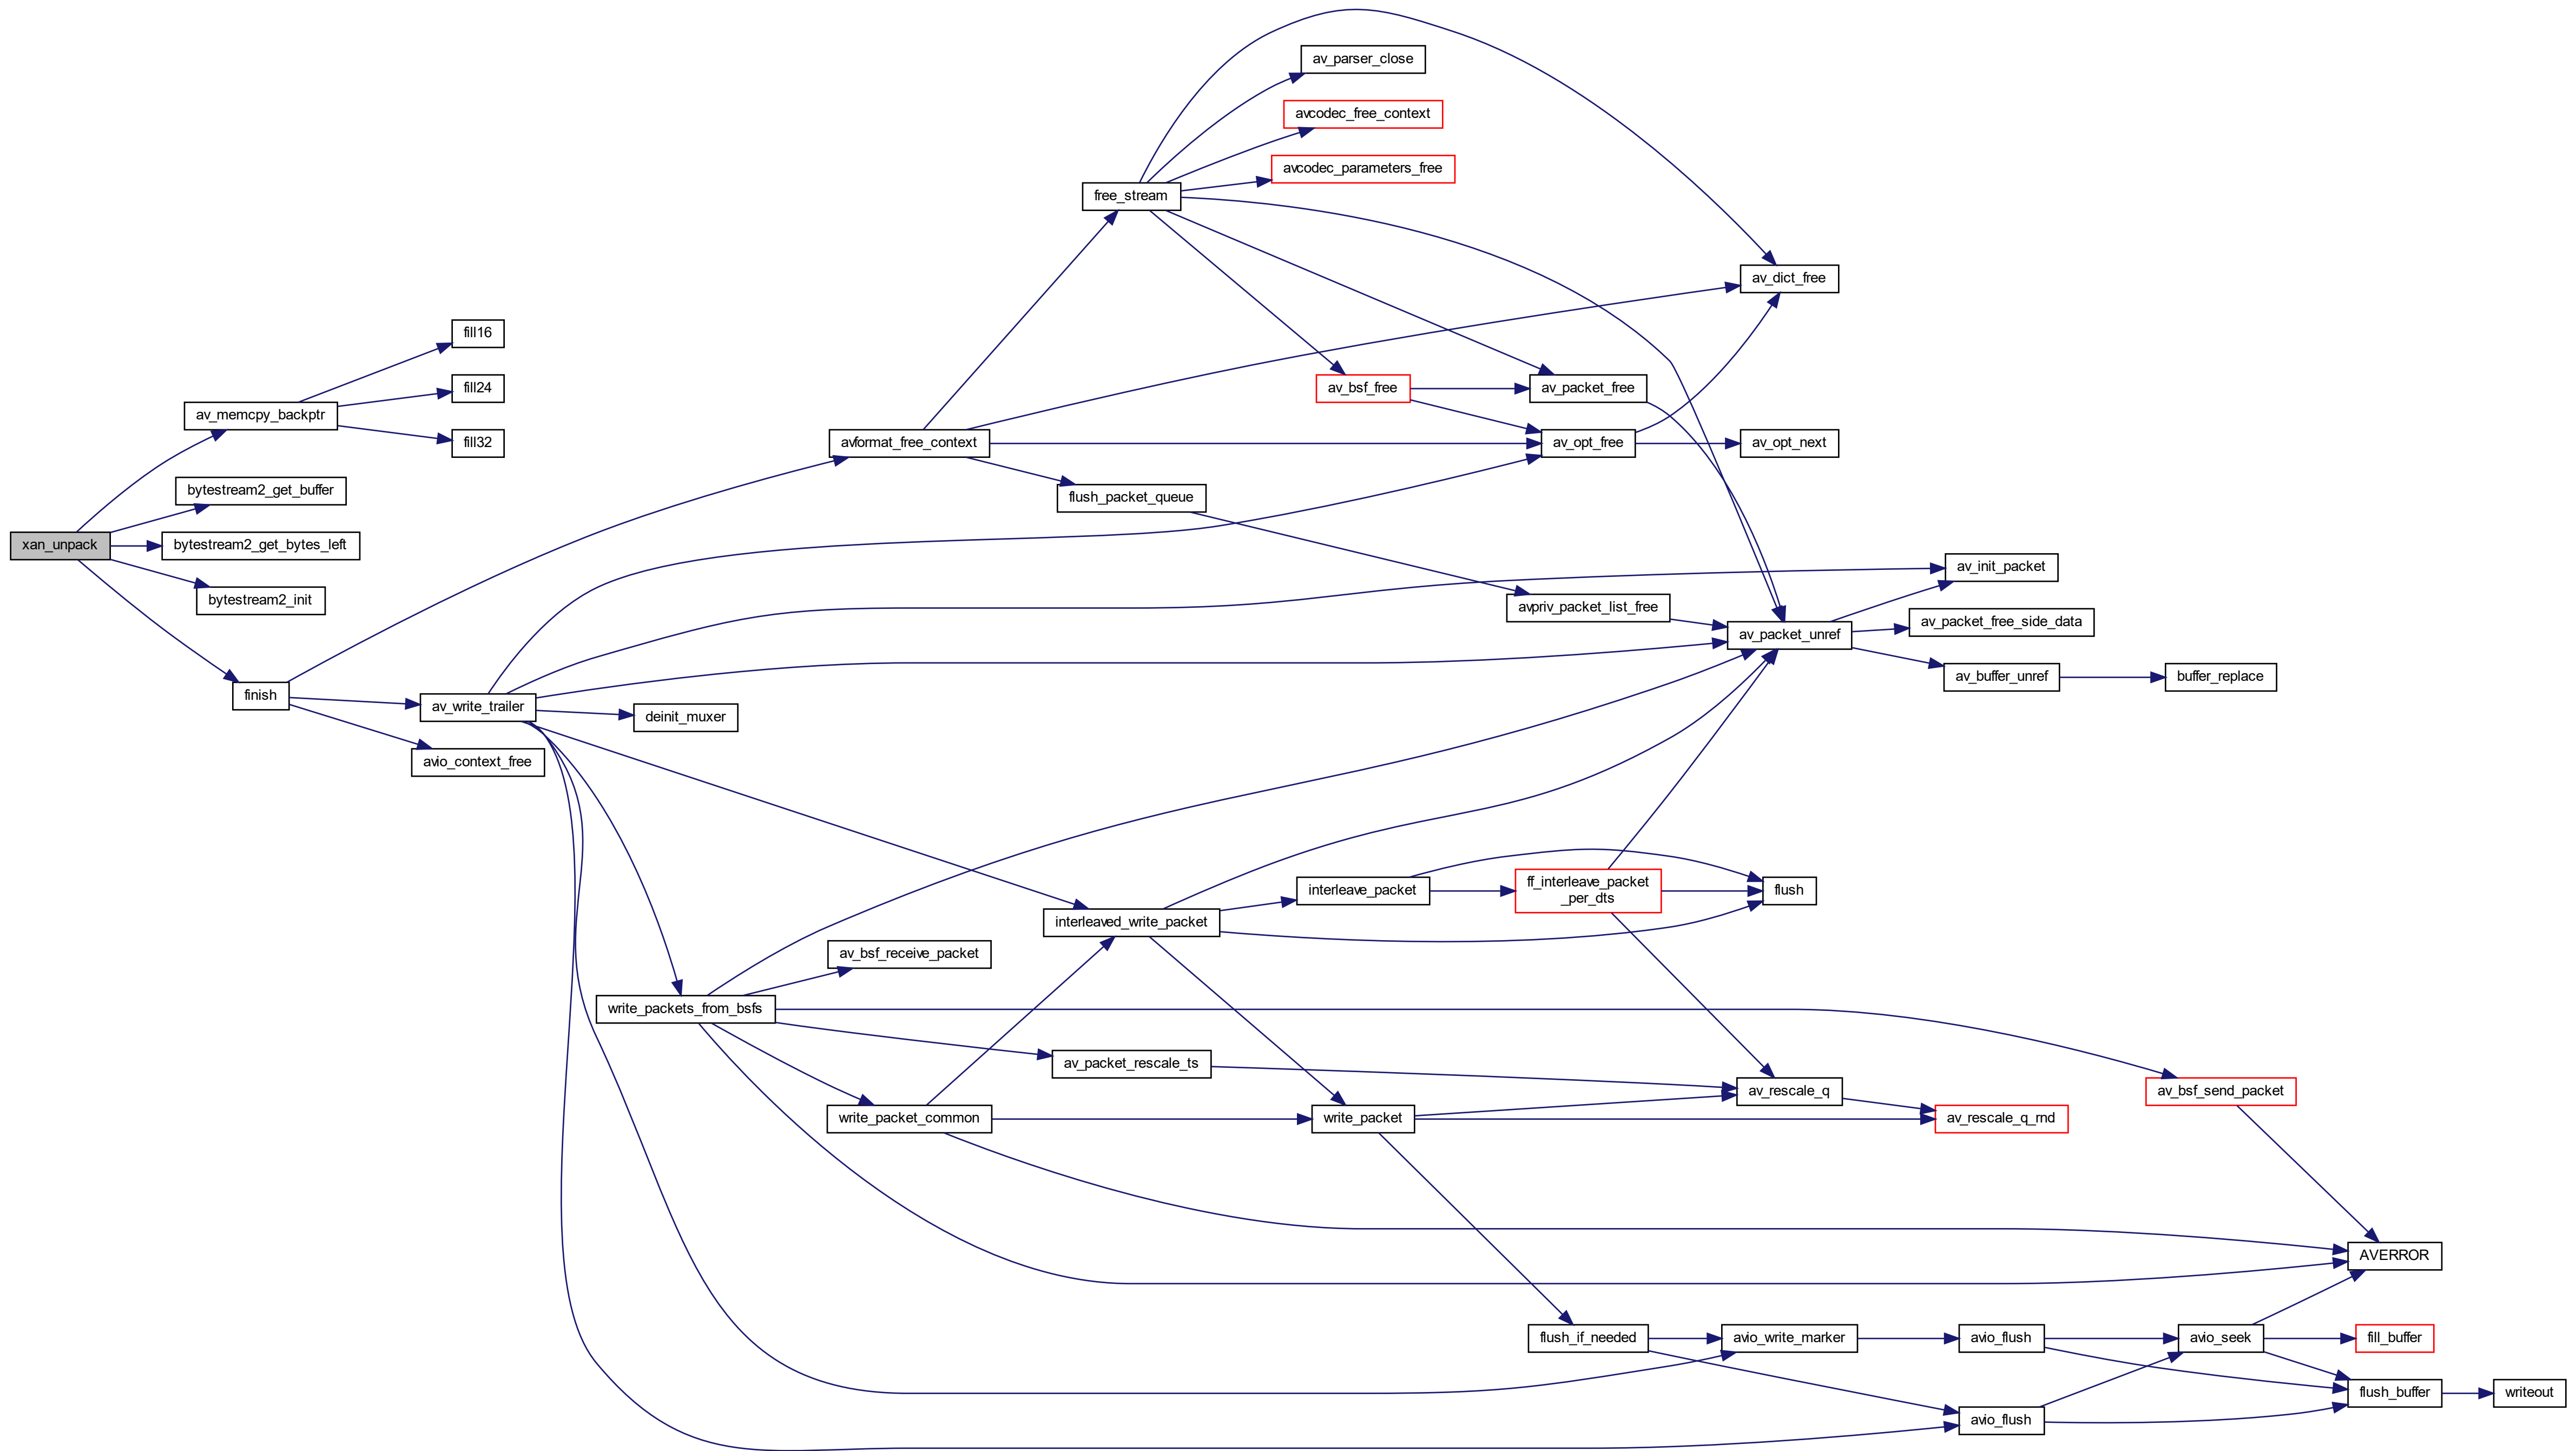 av_parser_close
avcodec_free_context
avcodec_parameters_free
free_stream
av_dict_free
fill16
fill24
av_bsf_free
av_packet_free
av_memcpy_backptr
fill32
avformat_free_context
av_opt_free
av_opt_next
bytestream2_get_buffer
flush_packet_queue
xan_unpack
bytestream2_get_bytes_left
av_init_packet
bytestream2_init
avpriv_packet_list_free
av_packet_free_side_data
av_packet_unref
av_buffer_unref
buffer_replace
finish
av_write_trailer
deinit_muxer
avio_context_free
interleave_packet
ff_interleave_packet
_per_dts
flush
interleaved_write_packet
av_bsf_receive_packet
write_packets_from_bsfs
av_packet_rescale_ts
av_rescale_q
av_bsf_send_packet
write_packet_common
write_packet
av_rescale_q_rnd
AVERROR
flush_if_needed
avio_write_marker
avio_flush
avio_seek
fill_buffer
flush_buffer
writeout
avio_flush